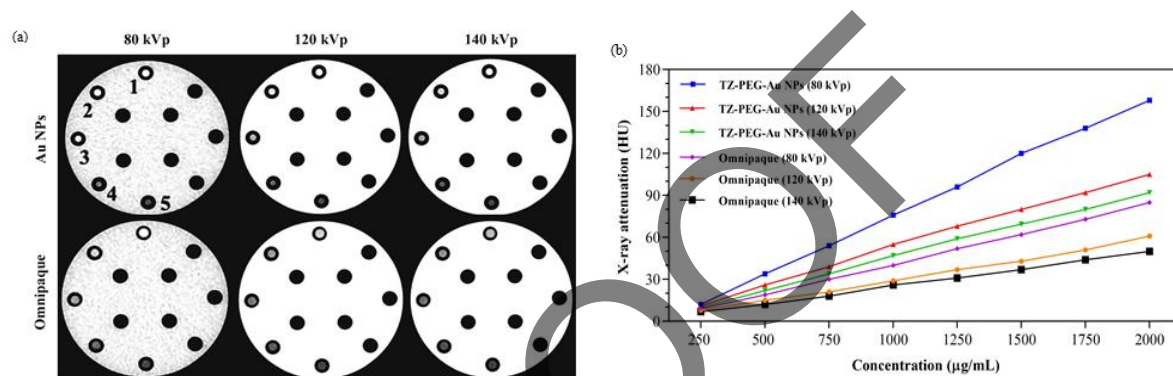 (a)
80 kVp
120 kVp
140 kVp
Au NPs
1
2
3
4
5
Omnipaque
(b)
X-ray attenuation (HU)
180
150
120
90
60
30
0
TZ-PEG-Au NPs (80 kVp)
TZ-PEG-Au NPs (120 kVp)
TZ-PEG-Au NPs (140 kVp)
Omnipaque (80 kVp)
Omnipaque (120 kVp)
Omnipaque (140 kVp)
250 500 750 1000 1250 1500 1750 2000
Concentration (µg/mL)
OF